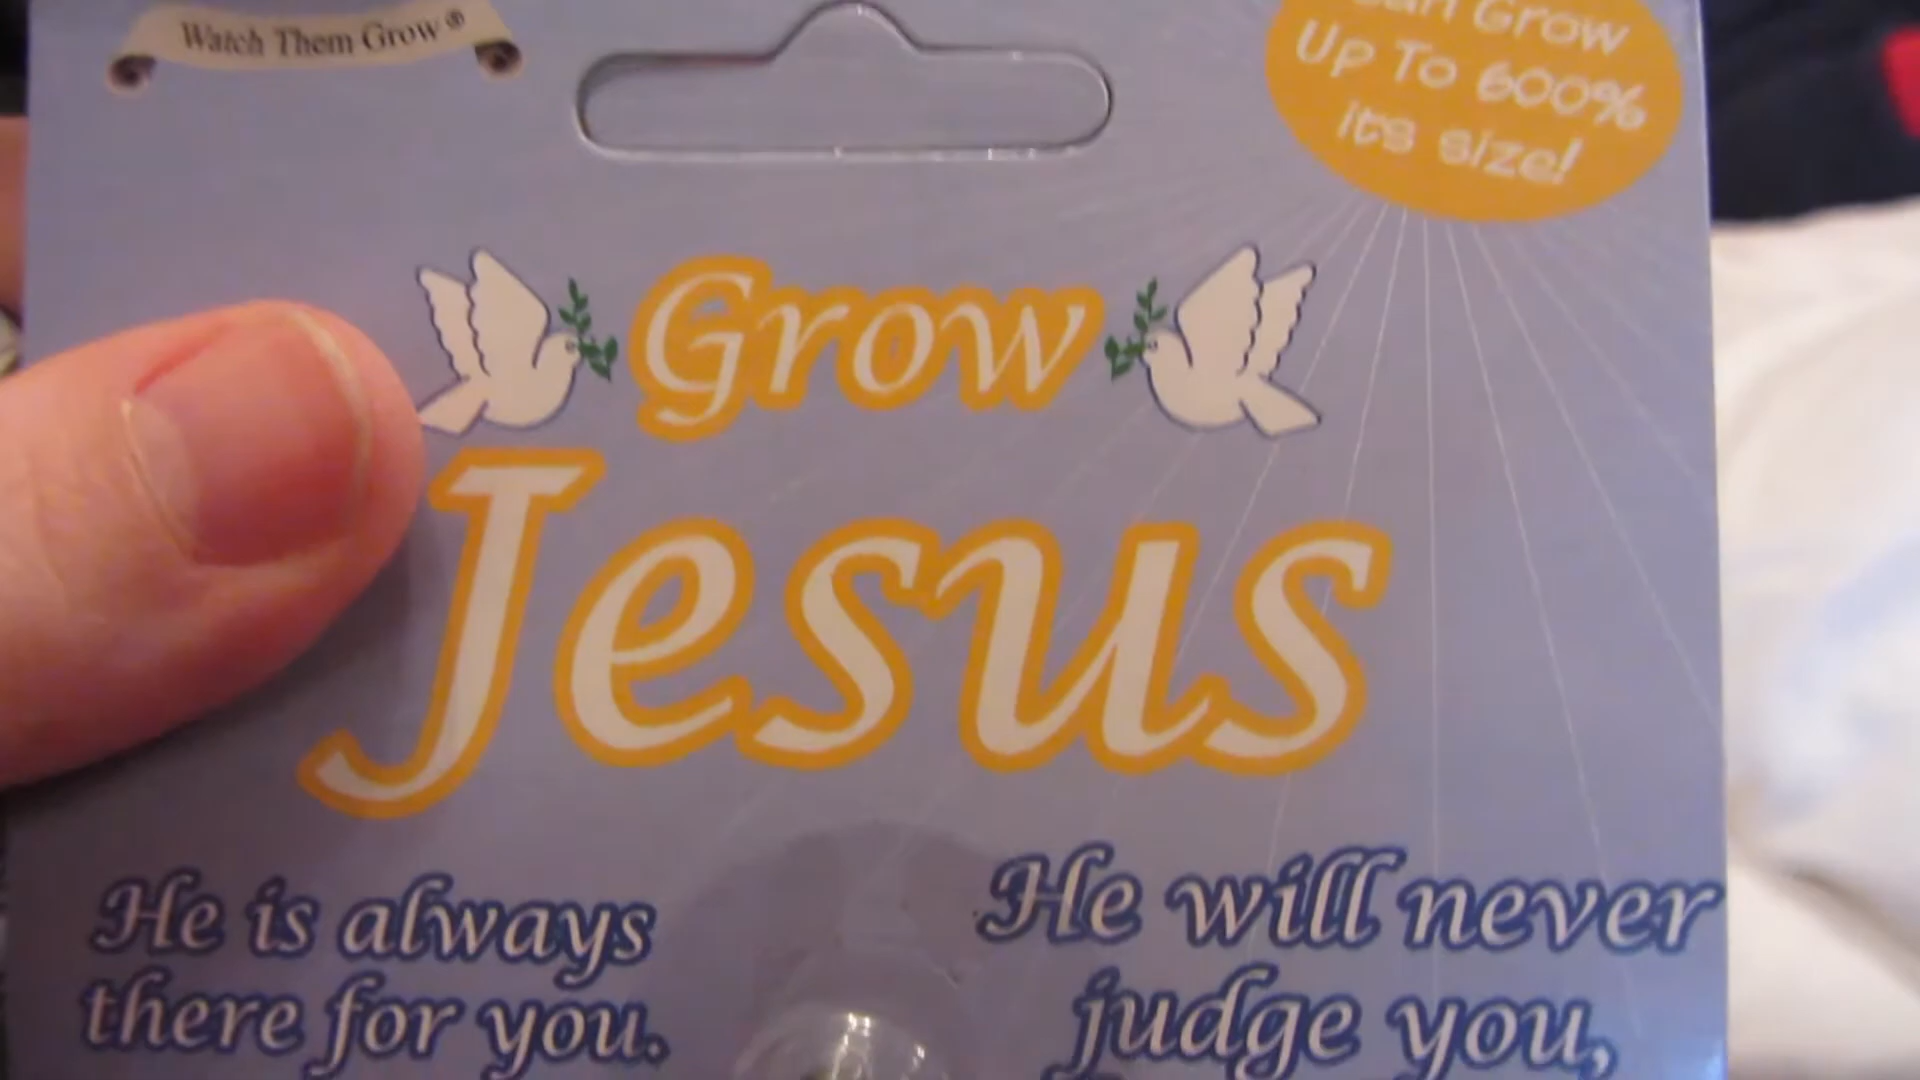 Watch Them Grow®
Can Grow
Up To 600%
its size!
Grow
Jesus
He is always
there for you.
He will never
judge you,